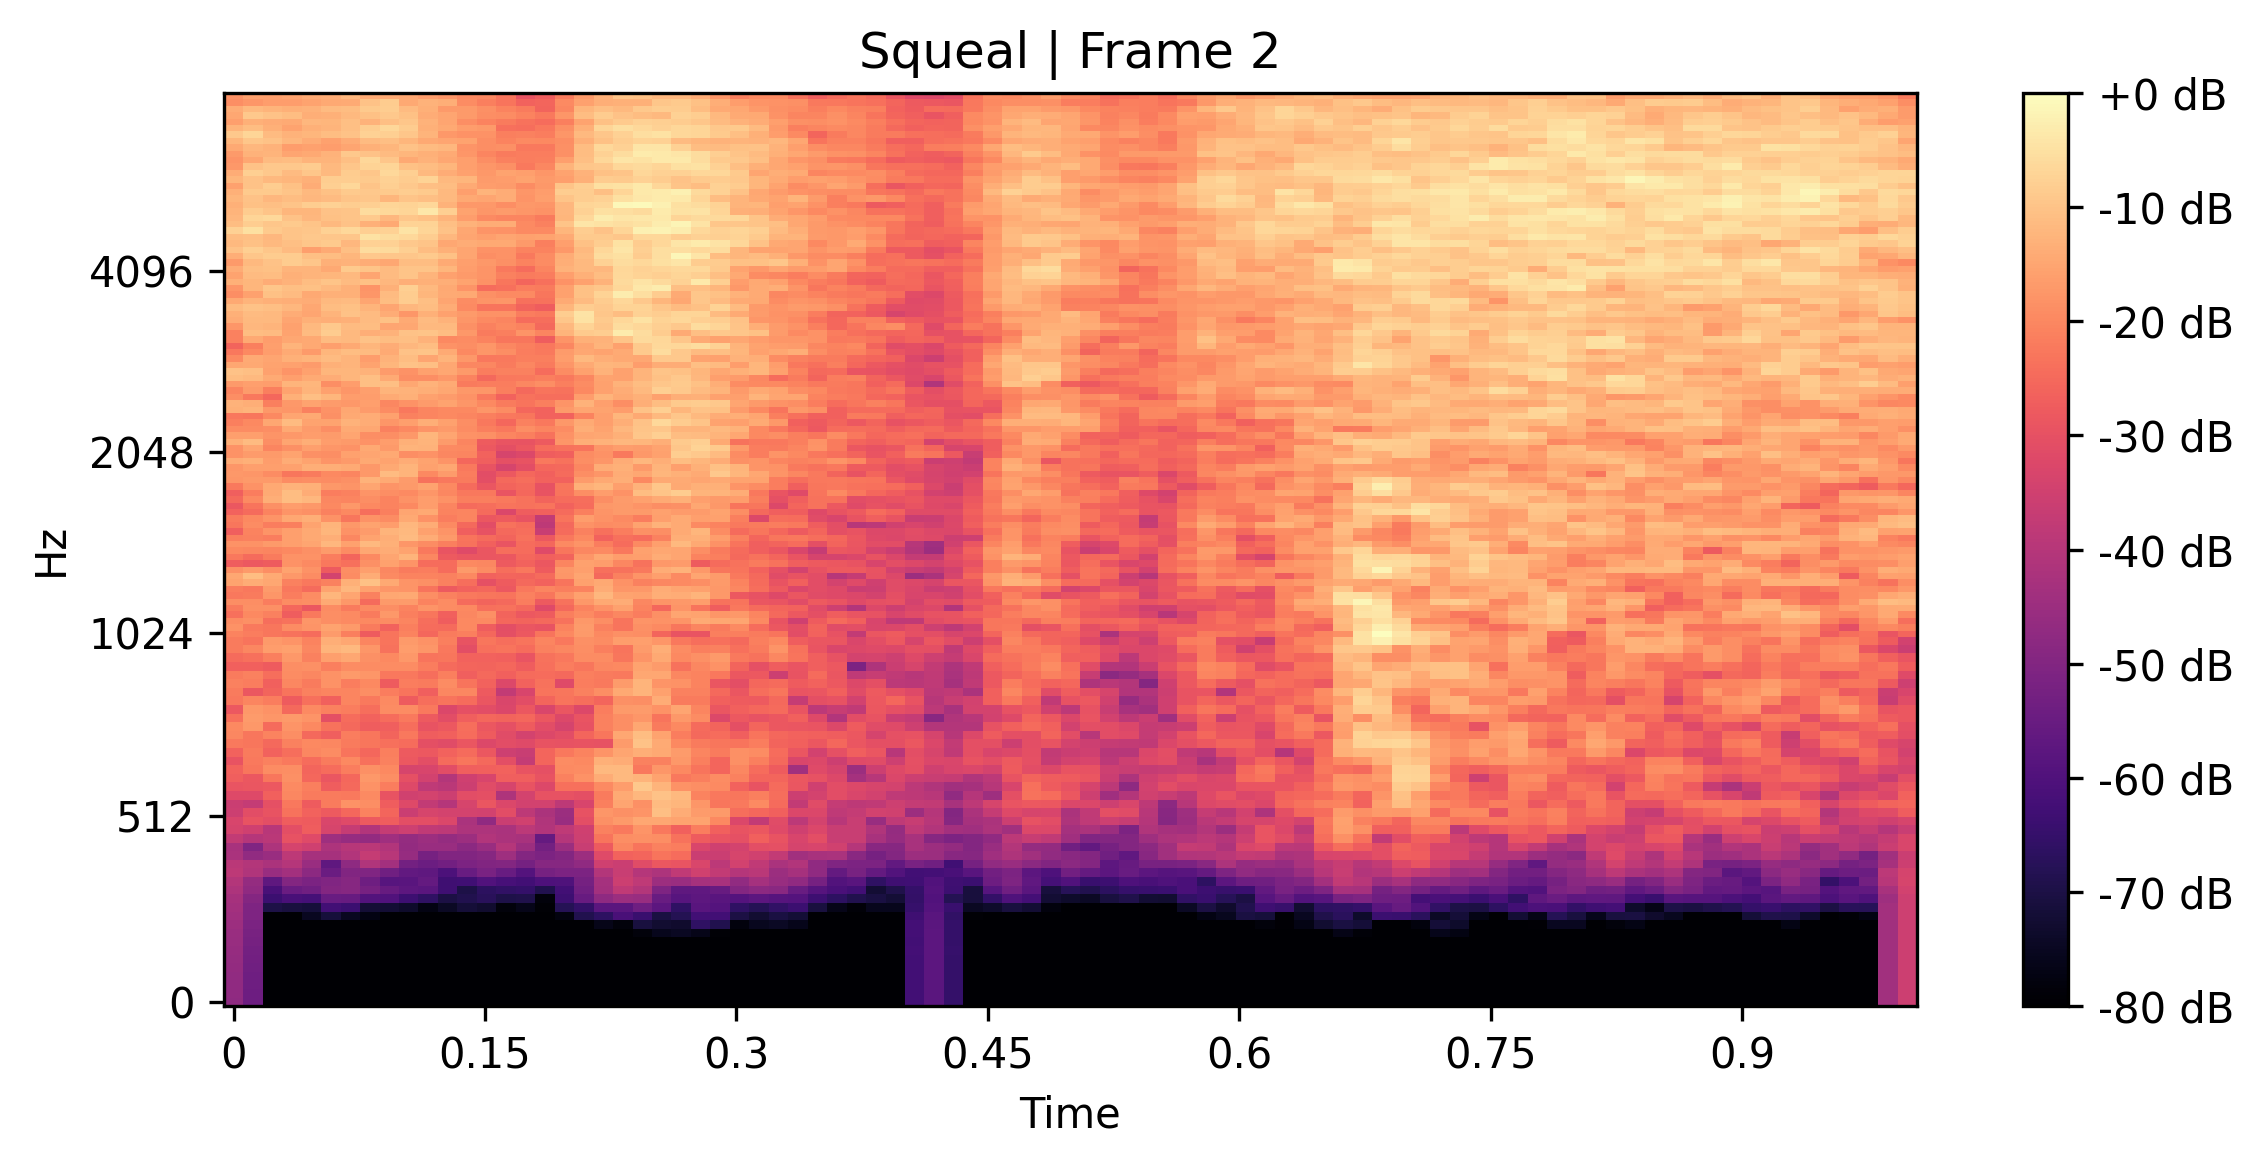 Squeal | Frame 2
+0 dB
-10 dB
-20 dB
-30 dB
-40 dB
-50 dB
-60 dB
-70 dB
-80 dB
Hz
4096
2048
1024
512
0
0 0.15 0.3 0.45 0.6 0.75 0.9
Time